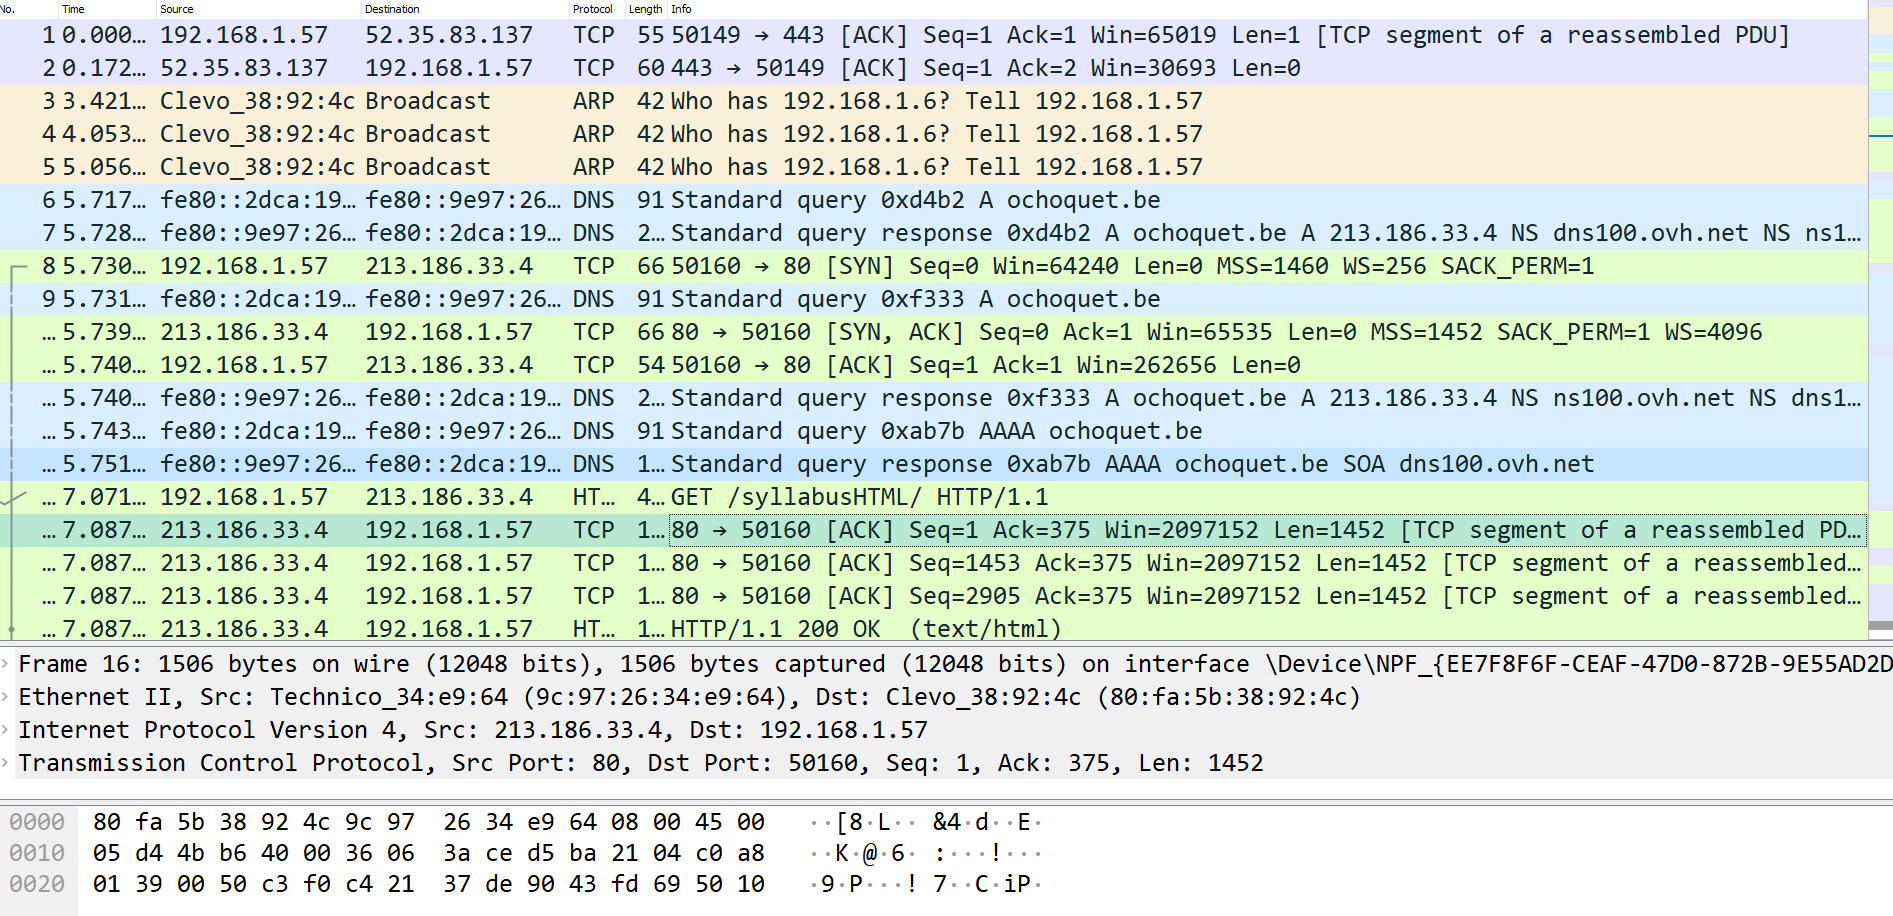 No. Time Source Destination Protocol Length Info
1 0.000… 192.168.1.57 52.35.83.137 TCP 55 50149 → 443 [ACK] Seq=1 Ack=1 Win=65019 Len=1 [TCP segment of a reassembled PDU]
2 0.172… 52.35.83.137 192.168.1.57 TCP 60 443 → 50149 [ACK] Seq=1 Ack=2 Win=30693 Len=0
3 3.421… Clevo_38:92:4c Broadcast ARP 42 Who has 192.168.1.6? Tell 192.168.1.57
4 4.053… Clevo_38:92:4c Broadcast ARP 42 Who has 192.168.1.6? Tell 192.168.1.57
5 5.056… Clevo_38:92:4c Broadcast ARP 42 Who has 192.168.1.6? Tell 192.168.1.57
6 5.717… fe80::2dca:19… fe80::9e97:26… DNS 91 Standard query 0xd4b2 A ochoquet.be
7 5.728… fe80::9e97:26… fe80::2dca:19… DNS 2… Standard query response 0xd4b2 A ochoquet.be A 213.186.33.4 NS dns100.ovh.net NS ns1…
8 5.730… 192.168.1.57 213.186.33.4 TCP 66 50160 → 80 [SYN] Seq=0 Win=64240 Len=0 MSS=1460 WS=256 SACK_PERM=1
9 5.731… fe80::2dca:19… fe80::9e97:26… DNS 91 Standard query 0xf333 A ochoquet.be
… 5.739… 213.186.33.4 192.168.1.57 TCP 66 80 → 50160 [SYN, ACK] Seq=0 Ack=1 Win=65535 Len=0 MSS=1452 SACK_PERM=1 WS=4096
… 5.740… 192.168.1.57 213.186.33.4 TCP 54 50160 → 80 [ACK] Seq=1 Ack=1 Win=262656 Len=0
… 5.740… fe80::9e97:26… fe80::2dca:19… DNS 2… Standard query response 0xf333 A ochoquet.be A 213.186.33.4 NS ns100.ovh.net NS dns1…
… 5.743… fe80::2dca:19… fe80::9e97:26… DNS 91 Standard query 0xab7b AAAA ochoquet.be
… 5.751… fe80::9e97:26… fe80::2dca:19… DNS 1… Standard query response 0xab7b AAAA ochoquet.be SOA dns100.ovh.net
… 7.071… 192.168.1.57 213.186.33.4 HT… 4… GET /syllabusHTML/ HTTP/1.1
… 7.087… 213.186.33.4 192.168.1.57 TCP 1… 80 → 50160 [ACK] Seq=1 Ack=375 Win=2097152 Len=1452 [TCP segment of a reassembled PD…
… 7.087… 213.186.33.4 192.168.1.57 TCP 1… 80 → 50160 [ACK] Seq=1453 Ack=375 Win=2097152 Len=1452 [TCP segment of a reassembled…
… 7.087… 213.186.33.4 192.168.1.57 TCP 1… 80 → 50160 [ACK] Seq=2905 Ack=375 Win=2097152 Len=1452 [TCP segment of a reassembled…
… 7.087… 213.186.33.4 192.168.1.57 HT… 1… HTTP/1.1 200 OK (text/html)
Frame 16: 1506 bytes on wire (12048 bits), 1506 bytes captured (12048 bits) on interface \Device\NPF_{EE7F8F6F-CEAF-47D0-872B-9E55AD2D
Ethernet II, Src: Technico_34:e9:64 (9c:97:26:34:e9:64), Dst: Clevo_38:92:4c (80:fa:5b:38:92:4c)
Internet Protocol Version 4, Src: 213.186.33.4, Dst: 192.168.1.57
Transmission Control Protocol, Src Port: 80, Dst Port: 50160, Seq: 1, Ack: 375, Len: 1452
0000 80 fa 5b 38 92 4c 9c 97 26 34 e9 64 08 00 45 00 ··[8·L·· &4·d··E·
0010 05 d4 4b b6 40 00 36 06 3a ce d5 ba 21 04 c0 a8 ··K·@·6· :···!···
0020 01 39 00 50 c3 f0 c4 21 37 de 90 43 fd 69 50 10 ·9·P···! 7··C·iP·